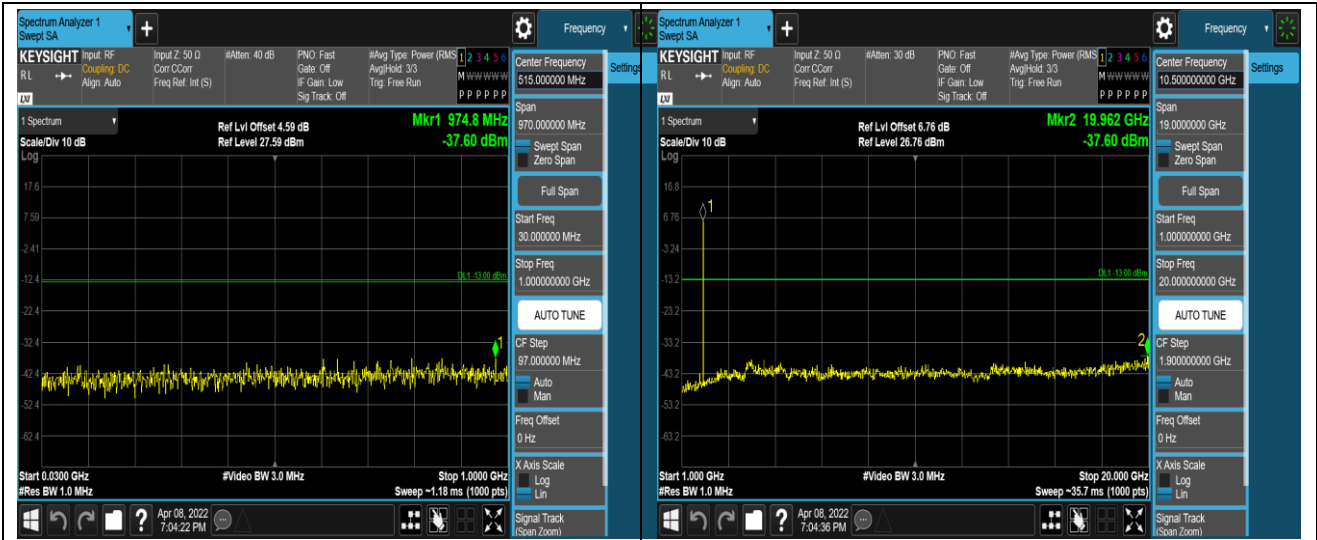 Spectrum Analyzer 1
Swept SA
Frequency
KEYSIGHT Input: RF Input Z: 50 Ω #Atten: 40 dB PNO: Fast #Avg Type: Power (RMS 1 2 3 4 5 6
RL Coupling: DC Corr CCorr Gate: Off Avg|Hold: 3/3 M W W W W W
Align: Auto Freq Ref: Int (S) IF Gain: Low Trig: Free Run
LXI Sig Track: Off P P P P P P
Center Frequency
515.000000 MHz
Settings
1 Spectrum
Ref Lvl Offset 4.59 dB Mkr1 974.8 MHz
Scale/Div 10 dB Ref Level 27.59 dBm -37.60 dBm
Log
17.6
7.59
-2.41
-12.4
-22.4
-32.4
-42.4
-52.4
-62.4
DL1 -13.00 dBm
1
Start 0.0300 GHz #Video BW 3.0 MHz Stop 1.0000 GHz
#Res BW 1.0 MHz Sweep ~1.18 ms (1000 pts)
Span
970.000000 MHz
Swept Span
Zero Span
Full Span
Start Freq
30.000000 MHz
Stop Freq
1.000000000 GHz
AUTO TUNE
CF Step
97.000000 MHz
Auto
Man
Freq Offset
0 Hz
X Axis Scale
Log
Lin
Signal Track
(Span Zoom)
?
Apr 08, 2022
7:04:22 PM
Spectrum Analyzer 1
Swept SA
Frequency
KEYSIGHT Input: RF Input Z: 50 Ω #Atten: 30 dB PNO: Fast #Avg Type: Power (RMS 1 2 3 4 5 6
RL Coupling: DC Corr CCorr Gate: Off Avg|Hold: 3/3 M W W W W W
Align: Auto Freq Ref: Int (S) IF Gain: Low Trig: Free Run
LXI Sig Track: Off P P P P P P
Center Frequency
10.500000000 GHz
Settings
1 Spectrum
Ref Lvl Offset 6.76 dB Mkr2 19.962 GHz
Scale/Div 10 dB Ref Level 26.76 dBm -37.60 dBm
Log
16.8
6.76
-3.24
-13.2
-23.2
-33.2
-43.2
-53.2
-63.2
1
DL1 -13.00 dBm
2
Start 1.000 GHz #Video BW 3.0 MHz Stop 20.000 GHz
#Res BW 1.0 MHz Sweep ~35.7 ms (1000 pts)
Span
19.0000000 GHz
Swept Span
Zero Span
Full Span
Start Freq
1.000000000 GHz
Stop Freq
20.000000000 GHz
AUTO TUNE
CF Step
1.900000000 GHz
Auto
Man
Freq Offset
0 Hz
X Axis Scale
Log
Lin
Signal Track
(Span Zoom)
?
Apr 08, 2022
7:04:36 PM